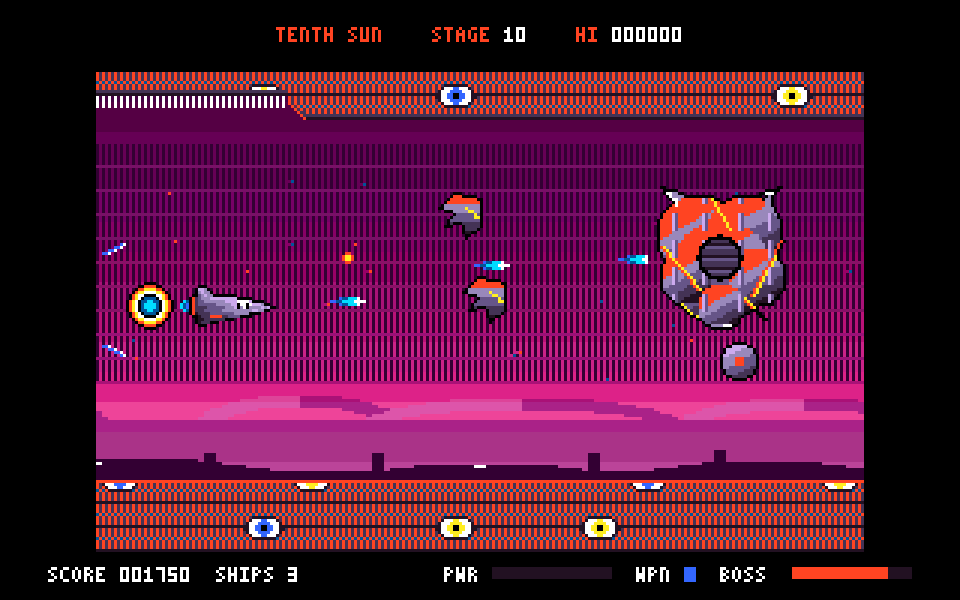 TENTH SUN STAGE 10 HI 000000
SCORE 001750 SHIPS 3 PWR WPN BOSS